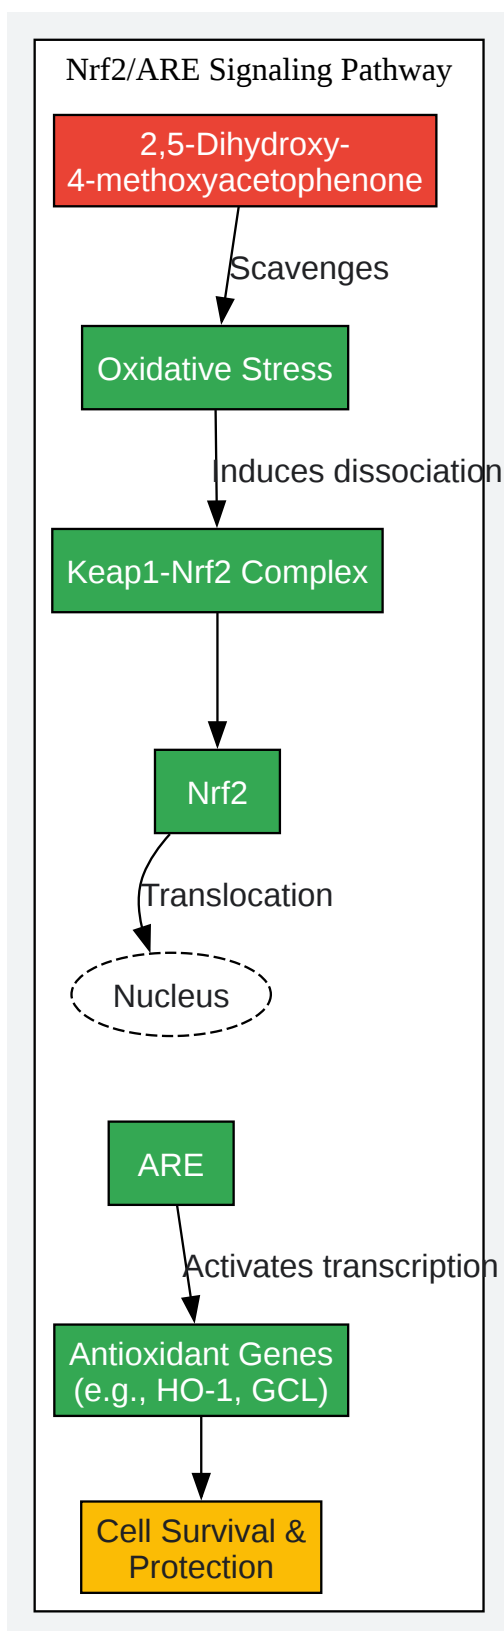 Nrf2/ARE Signaling Pathway
2,5-Dihydroxy-
4-methoxyacetophenone
Scavenges
Oxidative Stress
Induces dissociation
Keap1-Nrf2 Complex
Nrf2
Translocation
Nucleus
ARE
Activates transcription
Antioxidant Genes
(e.g., HO-1, GCL)
Cell Survival &
Protection